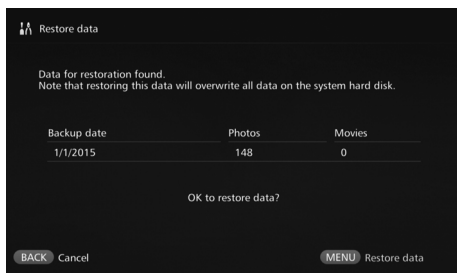 Restore data
Data for restoration found.
Note that restoring this data will overwrite all data on the system hard disk.
Backup date Photos Movies
1/1/2015 148 0
OK to restore data?
BACK Cancel MENU Restore data